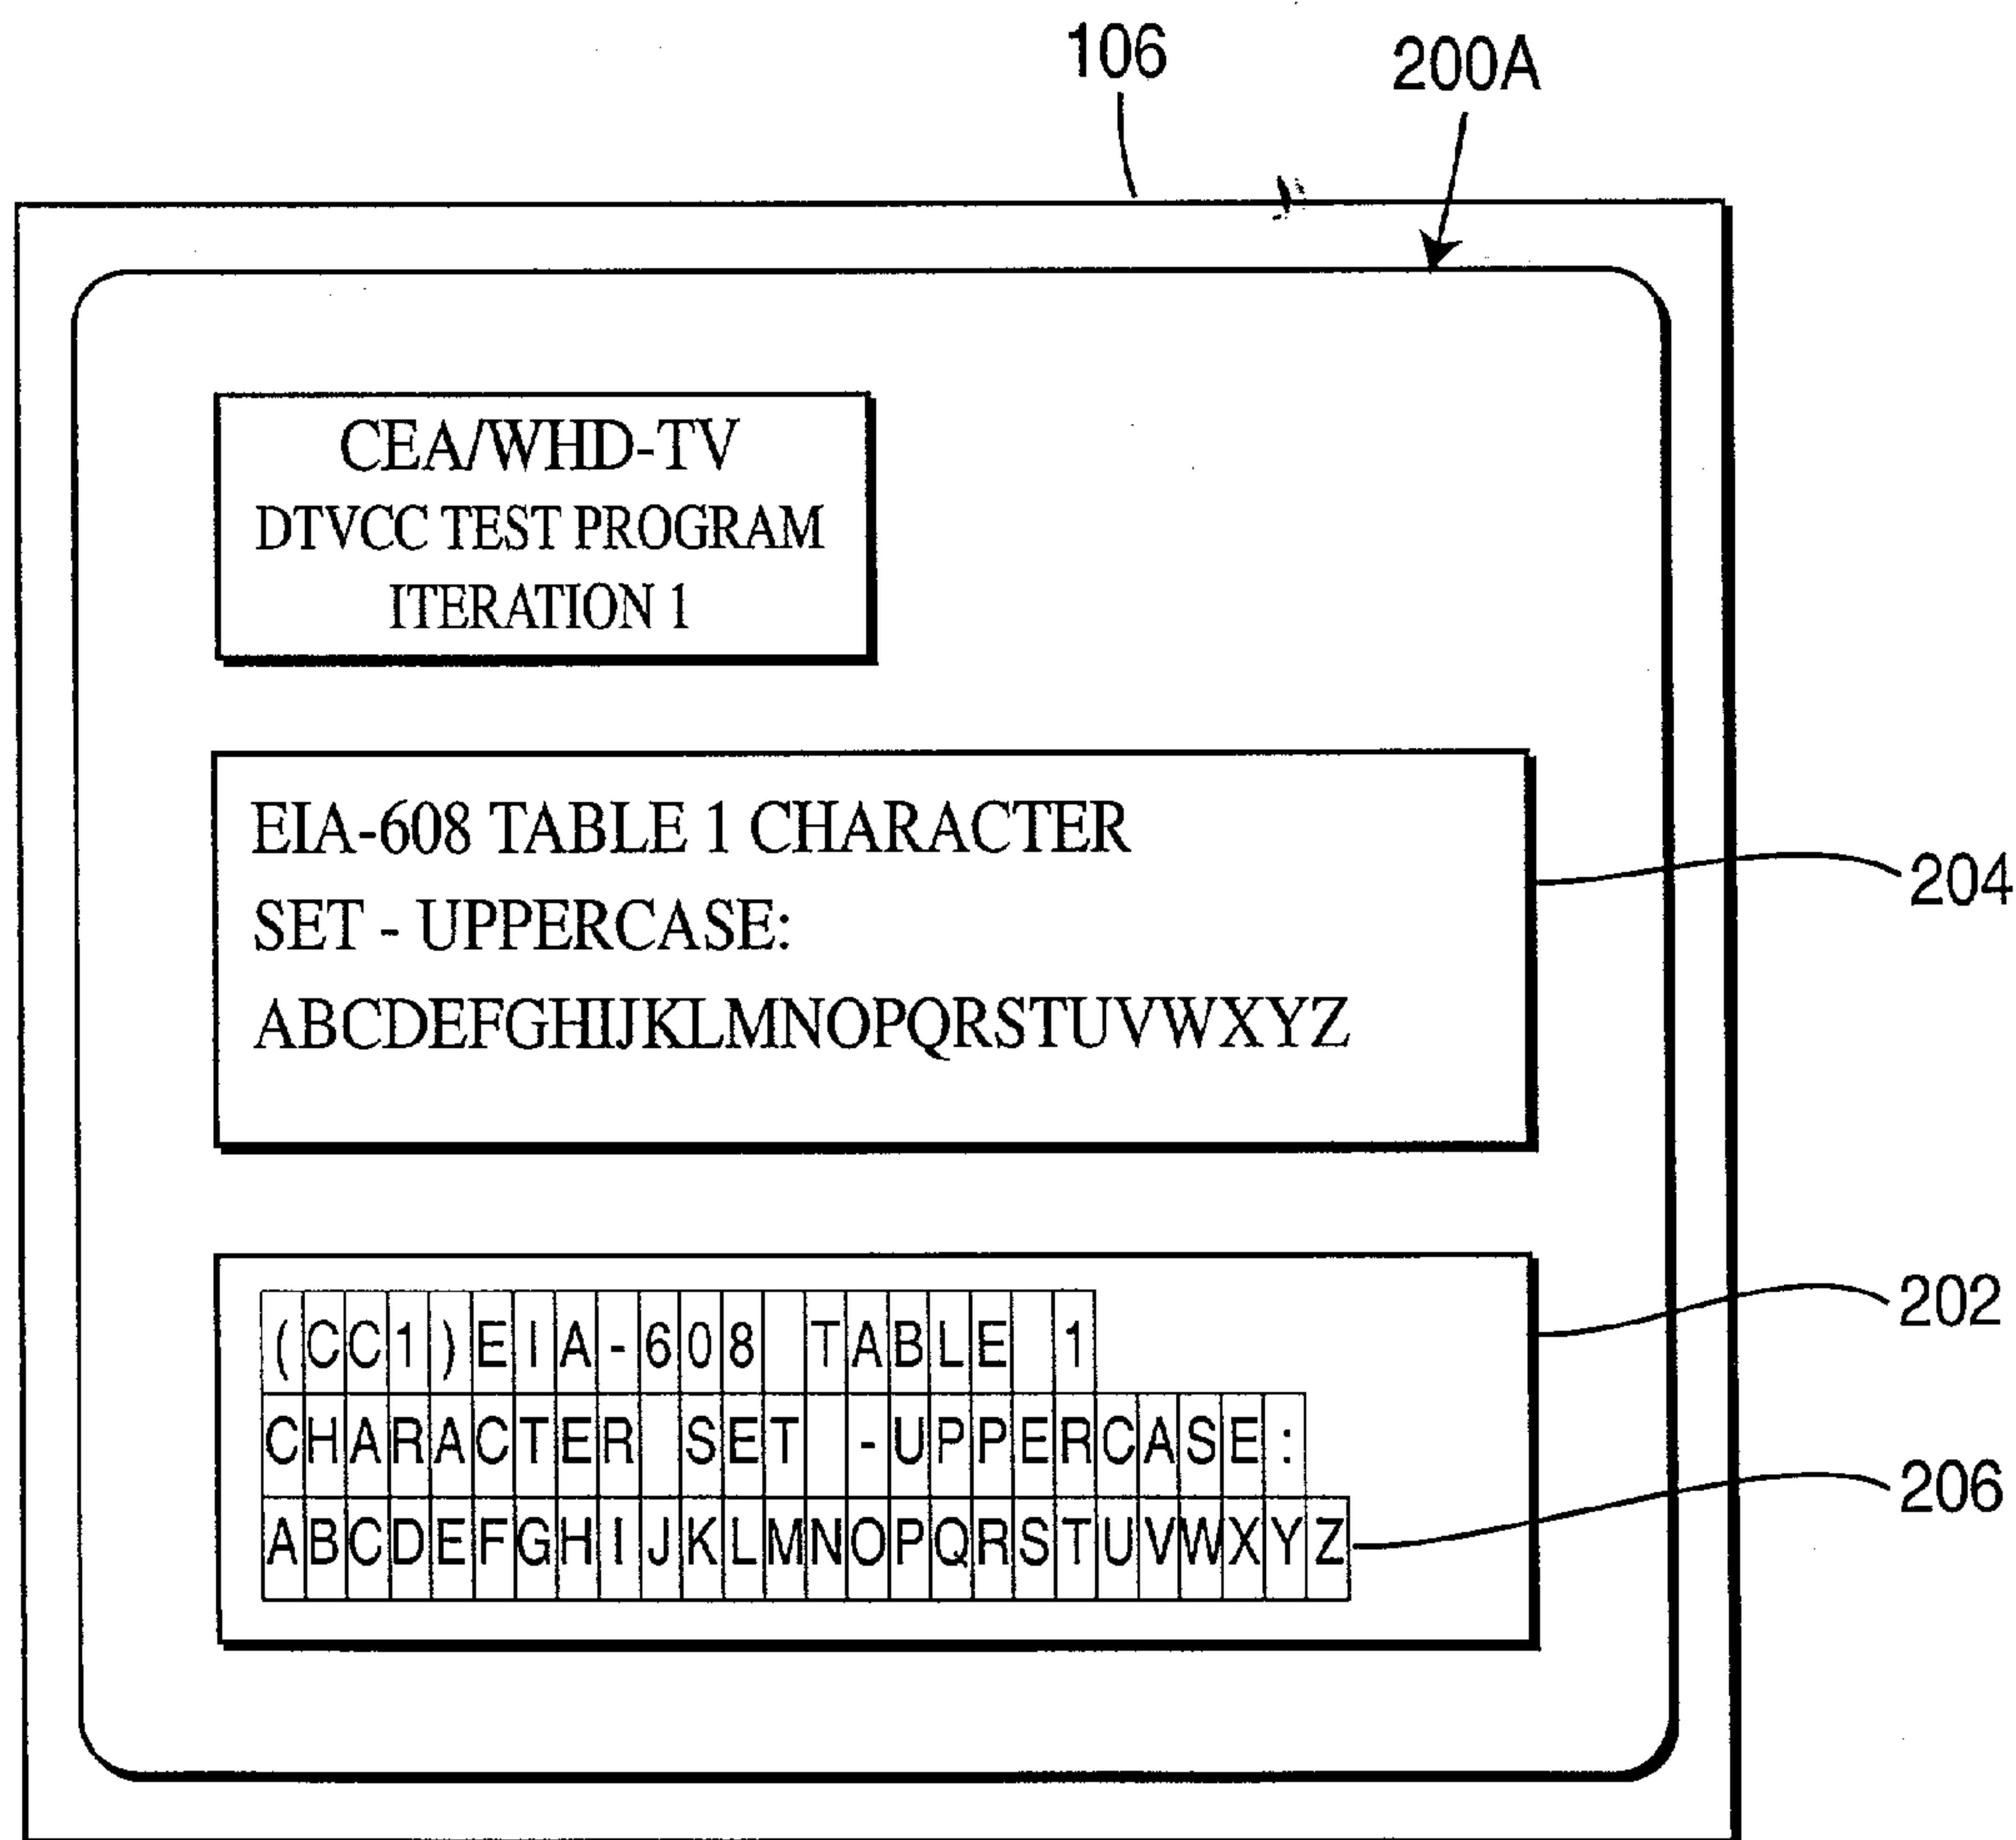 106
200A
CEA/WHD-TV
DTVCC TEST PROGRAM
ITERATION 1
EIA-608 TABLE 1 CHARACTER
SET - UPPERCASE:
ABCDEFGHIJKLMNOPQRSTUVWXYZ
204
(CC1)EIA-608 TABLE 1
CHARACTER SET -UPPERCASE:
ABCDEFGHIJKLMNOPQRSTUVWXYZ
202
206